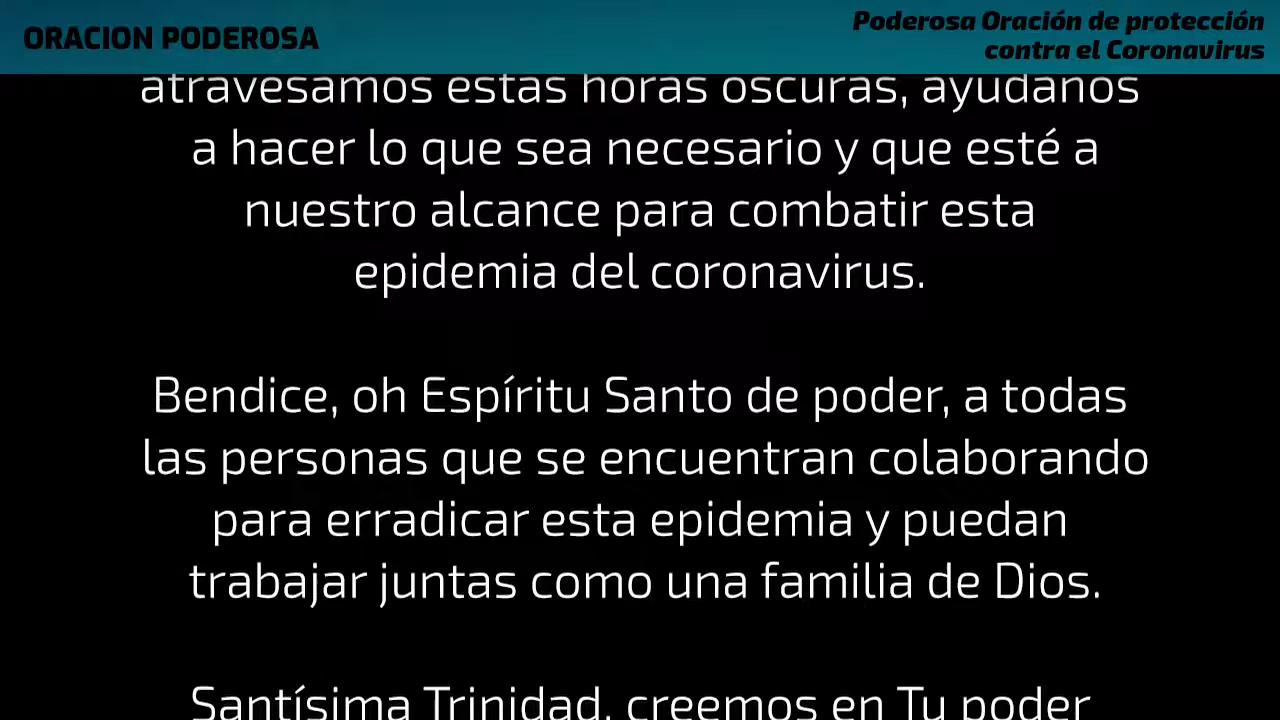 ORACION PODEROSA
Poderosa Oración de protección
contra el Coronavirus
atravesamos estas horas oscuras, ayúdanos
a hacer lo que sea necesario y que esté a
nuestro alcance para combatir esta
epidemia del coronavirus.
Bendice, oh Espíritu Santo de poder, a todas
las personas que se encuentran colaborando
para erradicar esta epidemia y puedan
trabajar juntas como una familia de Dios.
Santísima Trinidad, creemos en Tu poder